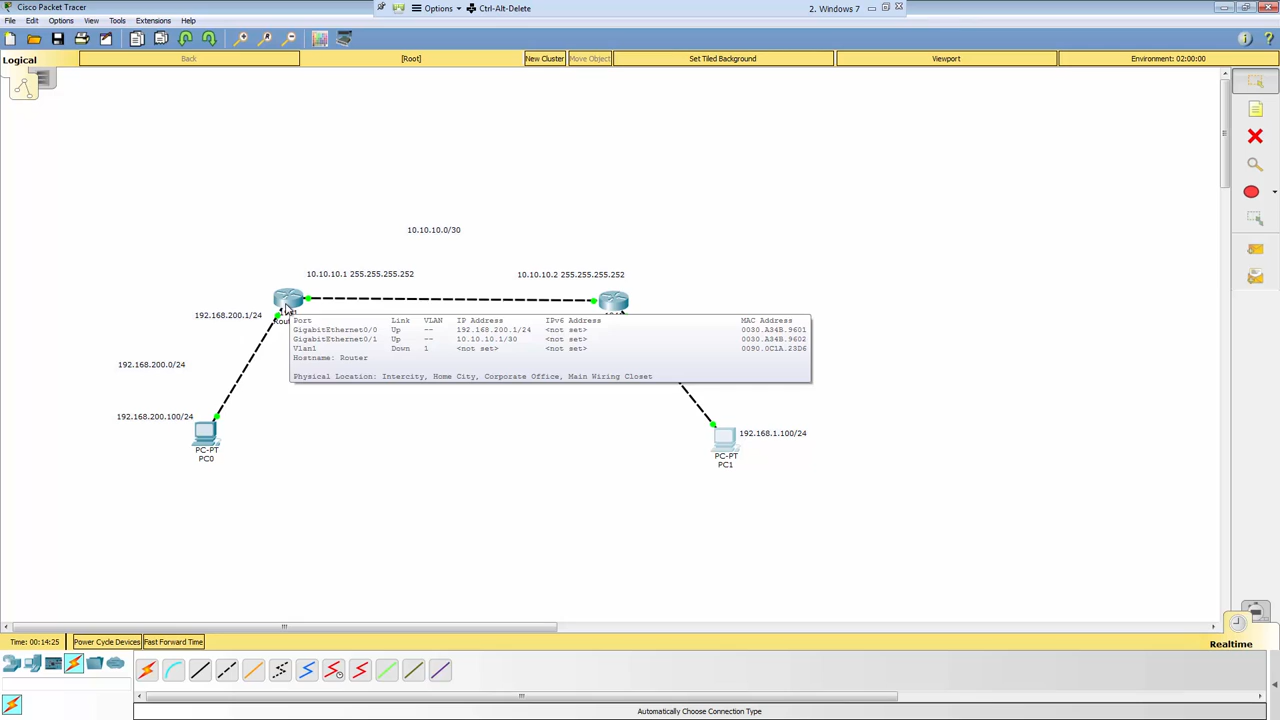 Cisco Packet Tracer
Options
Ctrl-Alt-Delete
2. Windows 7
File Edit Options View Tools Extensions Help
Logical
Back
[Root]
New Cluster
Move Object
Set Tiled Background
Viewport
Environment: 02:00:00
10.10.10.0/30
10.10.10.1 255.255.255.252
10.10.10.2 255.255.255.252
192.168.200.1/24
Port Link VLAN IP Address IPv6 Address MAC Address
GigabitEthernet0/0 Up -- 192.168.200.1/24 <not set> 0030.A34B.9601
GigabitEthernet0/1 Up -- 10.10.10.1/30 <not set> 0030.A34B.9602
Vlan1 Down 1 <not set> <not set> 0090.0C1A.23D6
Hostname: Router
Physical Location: Intercity, Home City, Corporate Office, Main Wiring Closet
192.168.200.0/24
192.168.200.100/24
PC-PT
PC0
192.168.1.100/24
PC-PT
PC1
Time: 00:14:25
Power Cycle Devices
Fast Forward Time
Realtime
Automatically Choose Connection Type